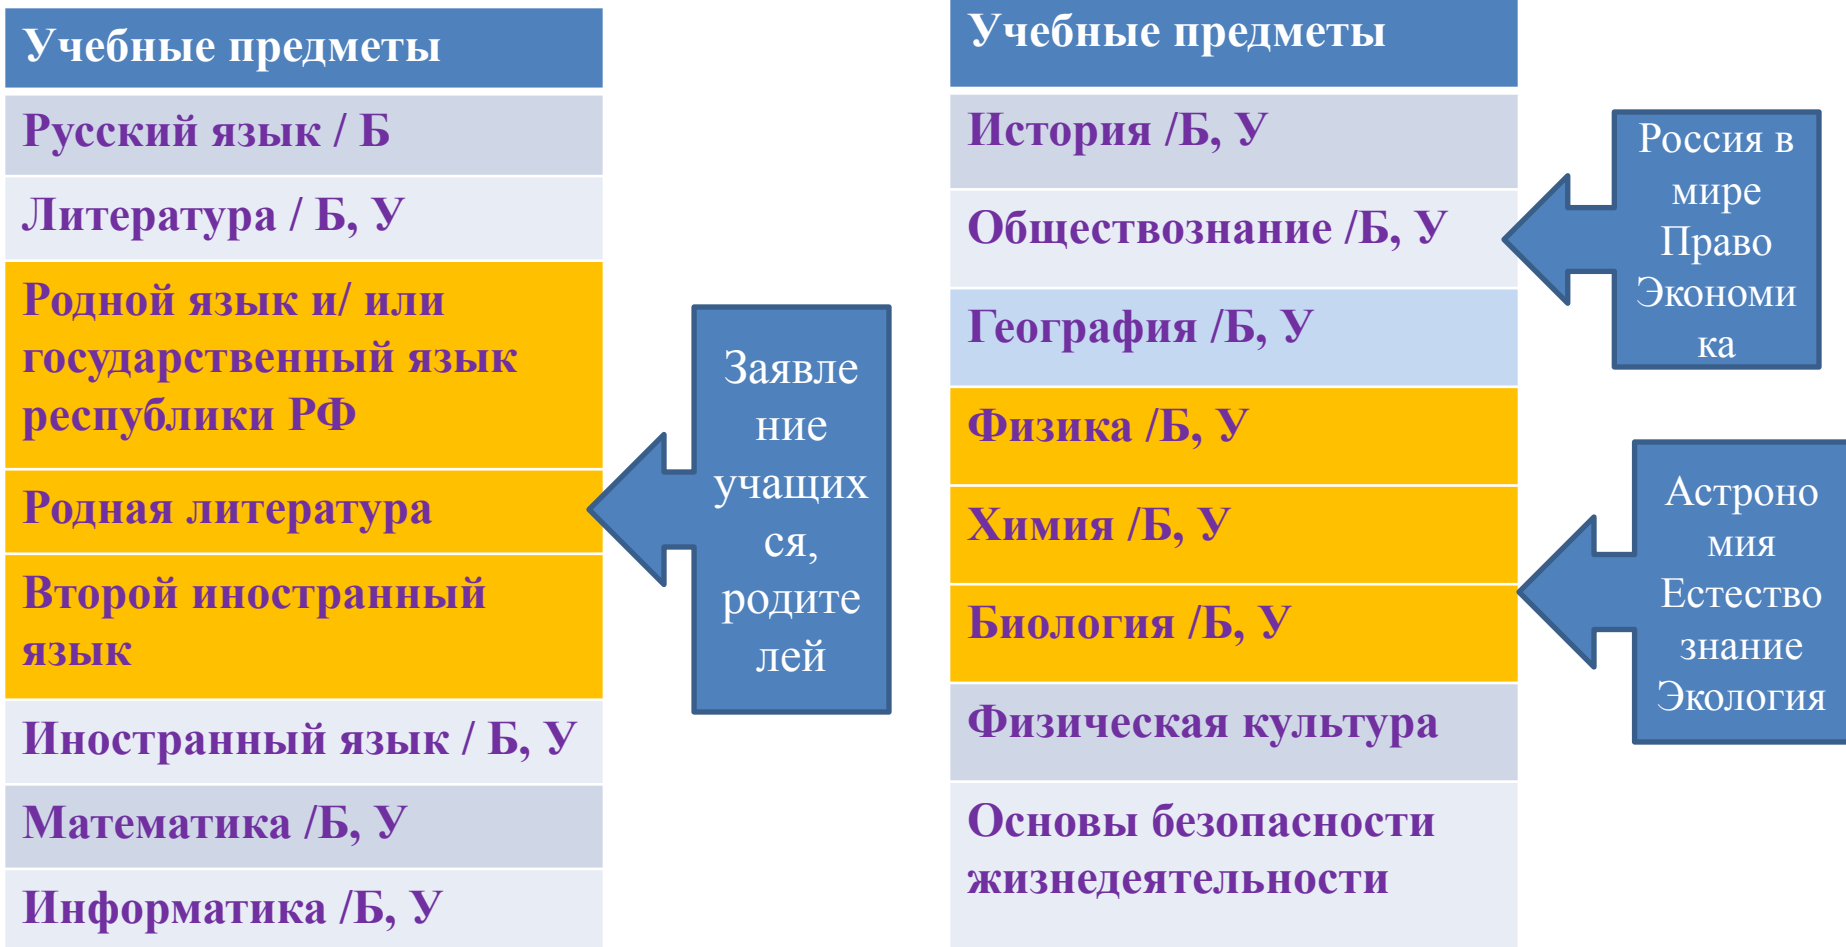 Учебные предметы
Русский язык / Б
Литература / Б, У
Родной язык и/ или
государственный язык
республики РФ
Родная литература
Второй иностранный
язык
Иностранный язык / Б, У
Математика /Б, У
Информатика /Б, У
Заявле
ние
учащих
ся,
родите
лей
Учебные предметы
История /Б, У
Обществознание /Б, У
География /Б, У
Физика /Б, У
Химия /Б, У
Биология /Б, У
Физическая культура
Основы безопасности
жизнедеятельности
Россия в
мире
Право
Экономи
ка
Астроно
мия
Естество
знание
Экология